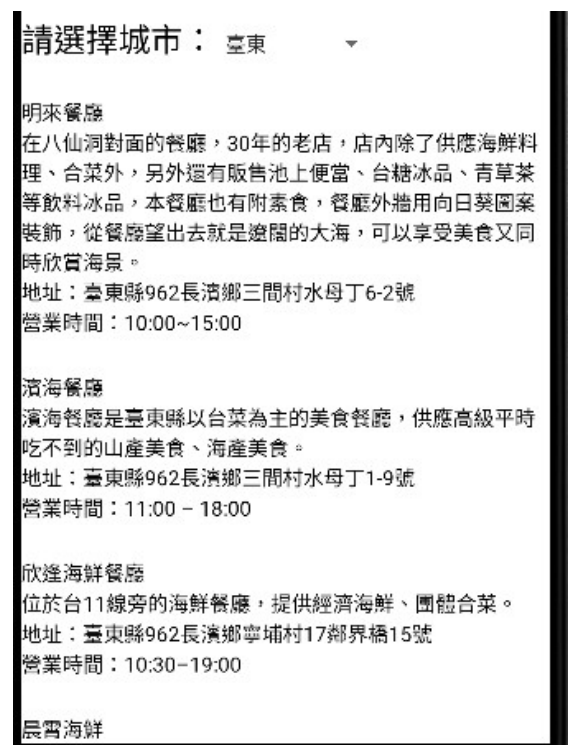 請選擇城市： 臺東
明來餐廳
在八仙洞對面的餐廳，30年的老店，店內除了供應海鮮料
理、合菜外，另外還有販售池上便當、台糖冰品、青草茶
等飲料冰品，本餐廳也有附素食，餐廳外牆用向日葵圖案
裝飾，從餐廳望出去就是遼闊的大海，可以享受美食又同
時欣賞海景。
地址：臺東縣962長濱鄉三間村水母丁6-2號
營業時間：10:00~15:00
濱海餐廳
濱海餐廳是臺東縣以台菜為主的美食餐廳，供應高級平時
吃不到的山產美食、海產美食。
地址：臺東縣962長濱鄉三間村水母丁1-9號
營業時間：11:00 – 18:00
欣逢海鮮餐廳
位於台11線旁的海鮮餐廳，提供經濟海鮮、團體合菜。
地址：臺東縣962長濱鄉寧埔村17鄰界橋15號
營業時間：10:30–19:00
晨霄海鮮